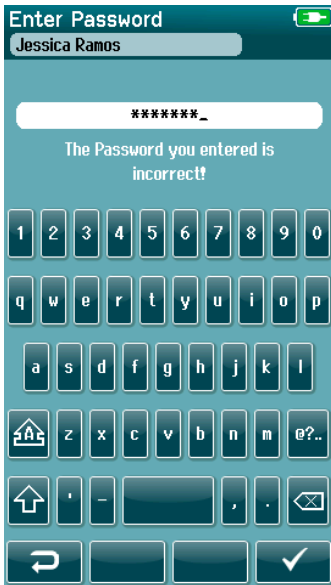 Enter Password
Jessica Ramos
*******_
The Password you entered is
incorrect!
1 2 3 4 5 6 7 8 9 0
q w e r t y u i o p
a s d f g h j k l
A z x c v b n m @?..
' - , .